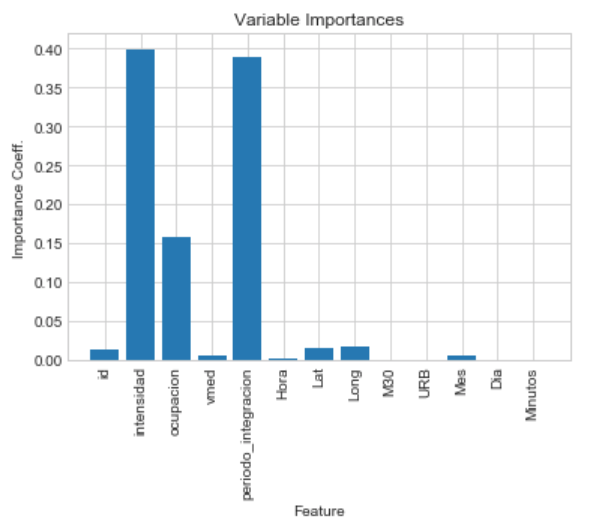 Variable Importances
Importance Coeff.
0.40
0.35
0.30
0.25
0.20
0.15
0.10
0.05
0.00
id
intensidad
ocupacion
vmed
periodo_integracion
Hora
Lat
Long
M30
URB
Mes
Dia
Minutos
Feature